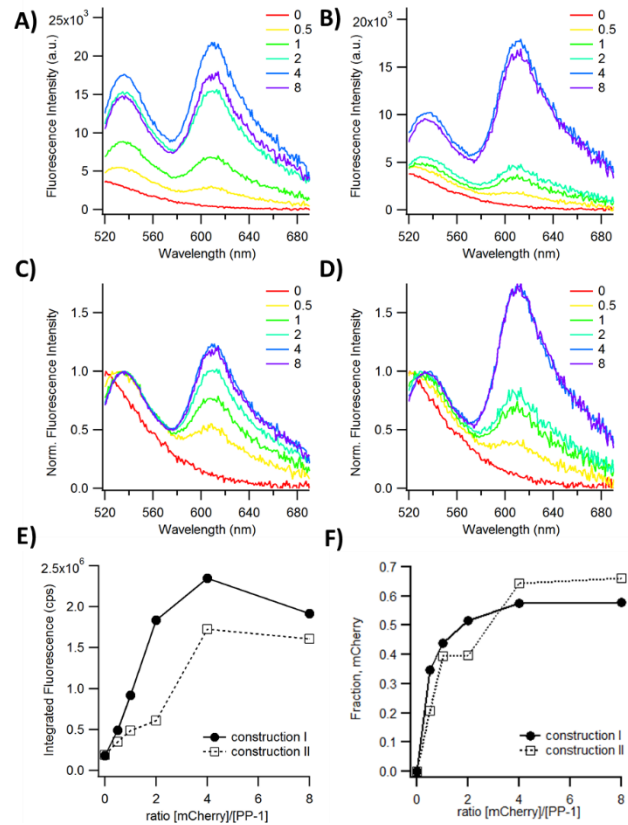 A)
25x10³
20
15
10
5
0
Fluorescence Intensity (a.u.)
520 560 600 640 680
Wavelength (nm)
0
0.5
1
2
4
8
B)
20x10³
15
10
5
0
Fluorescence Intensity (a.u.)
520 560 600 640 680
Wavelength (nm)
0
0.5
1
2
4
8
C)
1.5
1.0
0.5
0.0
Norm. Fluorescence Intensity
520 560 600 640 680
Wavelength (nm)
0
0.5
1
2
4
8
D)
1.5
1.0
0.5
0.0
Norm. Fluorescence Intensity
520 560 600 640 680
Wavelength (nm)
0
0.5
1
2
4
8
E)
2.5x10⁶
2.0
1.5
1.0
0.5
0.0
Integrated Fluorescence (cps)
construction I
construction II
0 2 4 6 8
ratio [mCherry]/[PP-1]
F)
0.7
0.6
0.5
0.4
0.3
0.2
0.1
0.0
Fraction, mCherry
construction I
construction II
0 2 4 6 8
ratio [mCherry]/[PP-1]